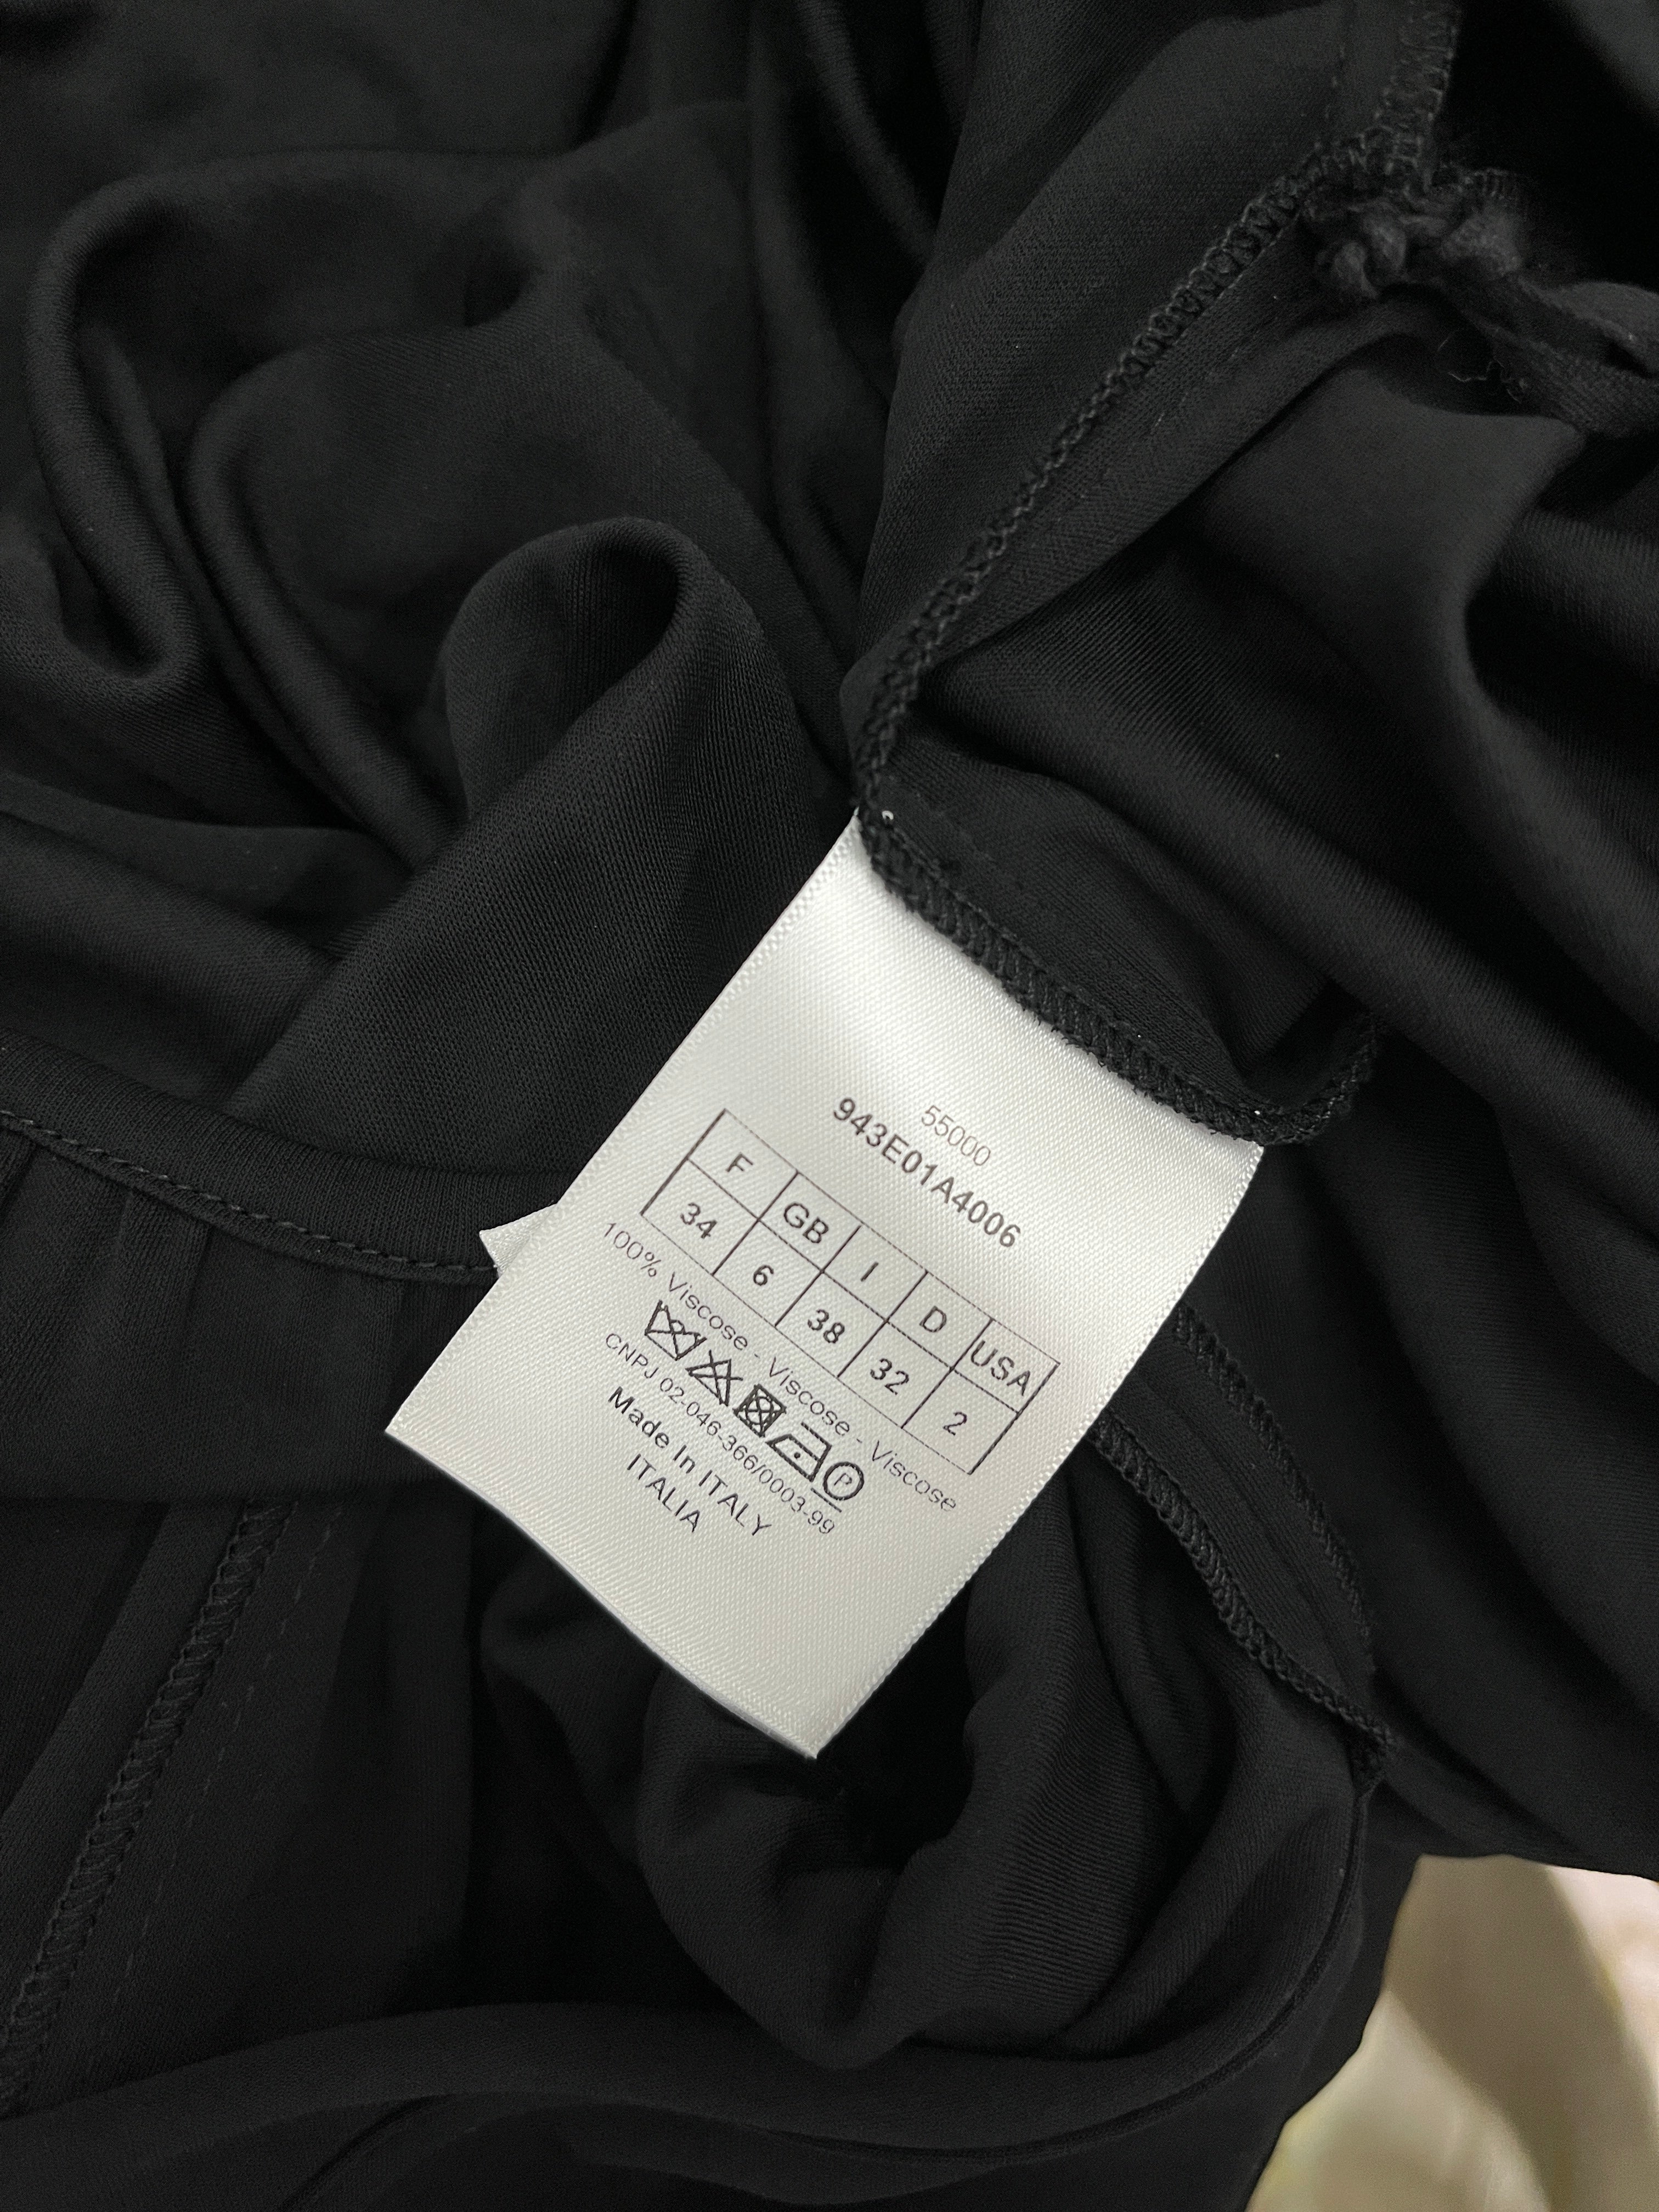 55000
943E01A4006
F GB I D USA
34 6 38 32 2
100% Viscose - Viscose - Viscose
P
CNPJ 02-046-366/0003-99
Made In ITALY
ITALIA